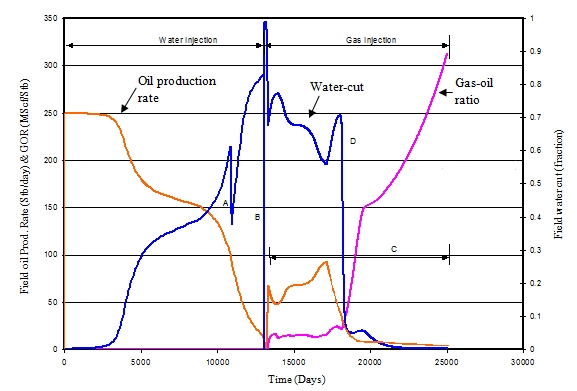 350
300
250
200
150
100
50
0
Field oil Prod. Rate (Stb/day) & GOR (MScf/Stb)
Water injection
Gas injection
Oil production
rate
Water-cut
Gas-oil
ratio
A
B
C
D
1
0.9
0.8
0.7
0.6
0.5
0.4
0.3
0.2
0.1
0
Field water cut (fraction)
0
5000
10000
15000
20000
25000
30000
Time (Days)